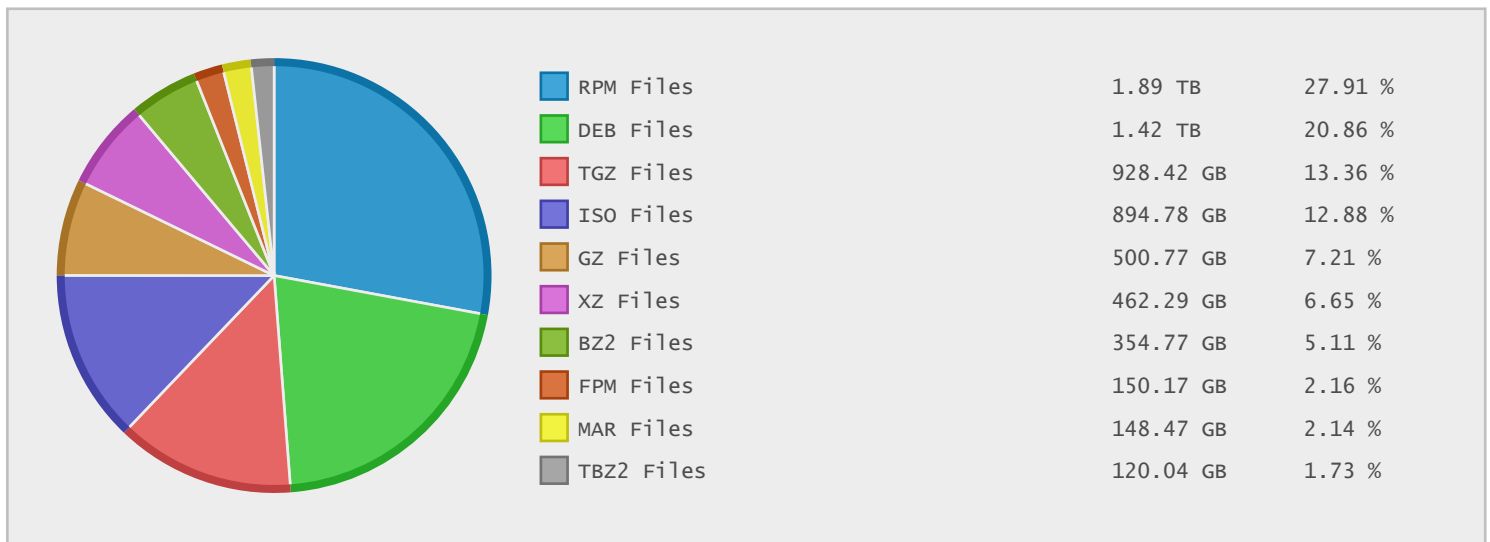 RPM Files 1.89 TB 27.91 %
DEB Files 1.42 TB 20.86 %
TGZ Files 928.42 GB 13.36 %
ISO Files 894.78 GB 12.88 %
GZ Files 500.77 GB 7.21 %
XZ Files 462.29 GB 6.65 %
BZ2 Files 354.77 GB 5.11 %
FPM Files 150.17 GB 2.16 %
MAR Files 148.47 GB 2.14 %
TBZ2 Files 120.04 GB 1.73 %